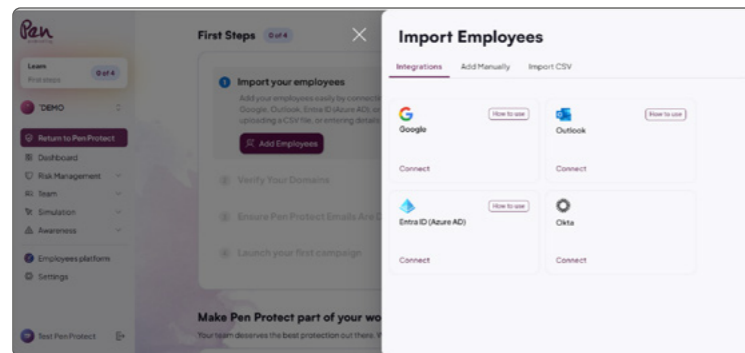 Pen
Learn
First steps
0 of 4
'DEMO
Return to Pen Protect
Dashboard
Risk Management
Team
Simulation
Awareness
Employees platform
Settings
Test Pen Protect
First Steps 0 of 4
1 Import your employees
Add your employees easily by connecti
Google, Outlook, Entra ID (Azure AD), or
uploading a CSV file, or entering details
Add Employees
Verify Your Domains
Ensure Pen Protect Emails Are D
Launch your first campaign
Make Pen Protect part of your wo
Your team deserves the best protection out there. W
Import Employees
Integrations Add Manually Import CSV
Google
How to use
Connect
Outlook
How to use
Connect
Entra ID (Azure AD)
How to use
Connect
Okta
Connect